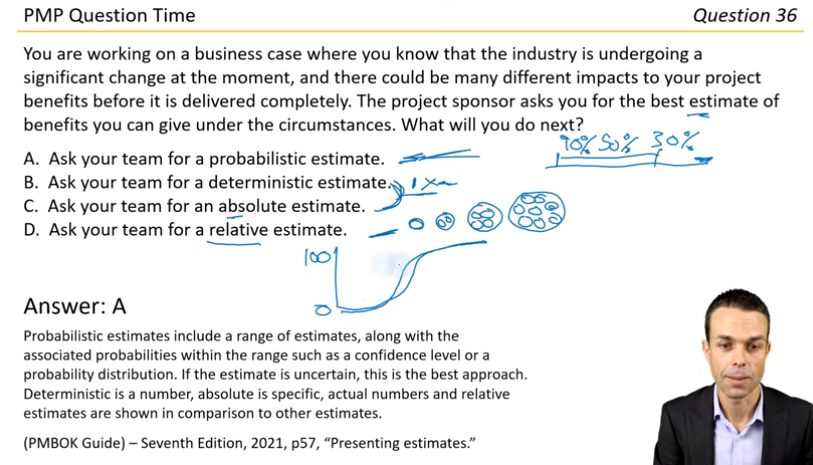 PMP Question Time
Question 36
You are working on a business case where you know that the industry is undergoing a
significant change at the moment, and there could be many different impacts to your project
benefits before it is delivered completely. The project sponsor asks you for the best estimate of
benefits you can give under the circumstances. What will you do next?
90% 50% 30%
A. Ask your team for a probabilistic estimate.
B. Ask your team for a deterministic estimate.
C. Ask your team for an absolute estimate.
D. Ask your team for a relative estimate.
100
0
Answer: A
Probabilistic estimates include a range of estimates, along with the
associated probabilities within the range such as a confidence level or a
probability distribution. If the estimate is uncertain, this is the best approach.
Deterministic is a number, absolute is specific, actual numbers and relative
estimates are shown in comparison to other estimates.
(PMBOK Guide) – Seventh Edition, 2021, p57, “Presenting estimates.”